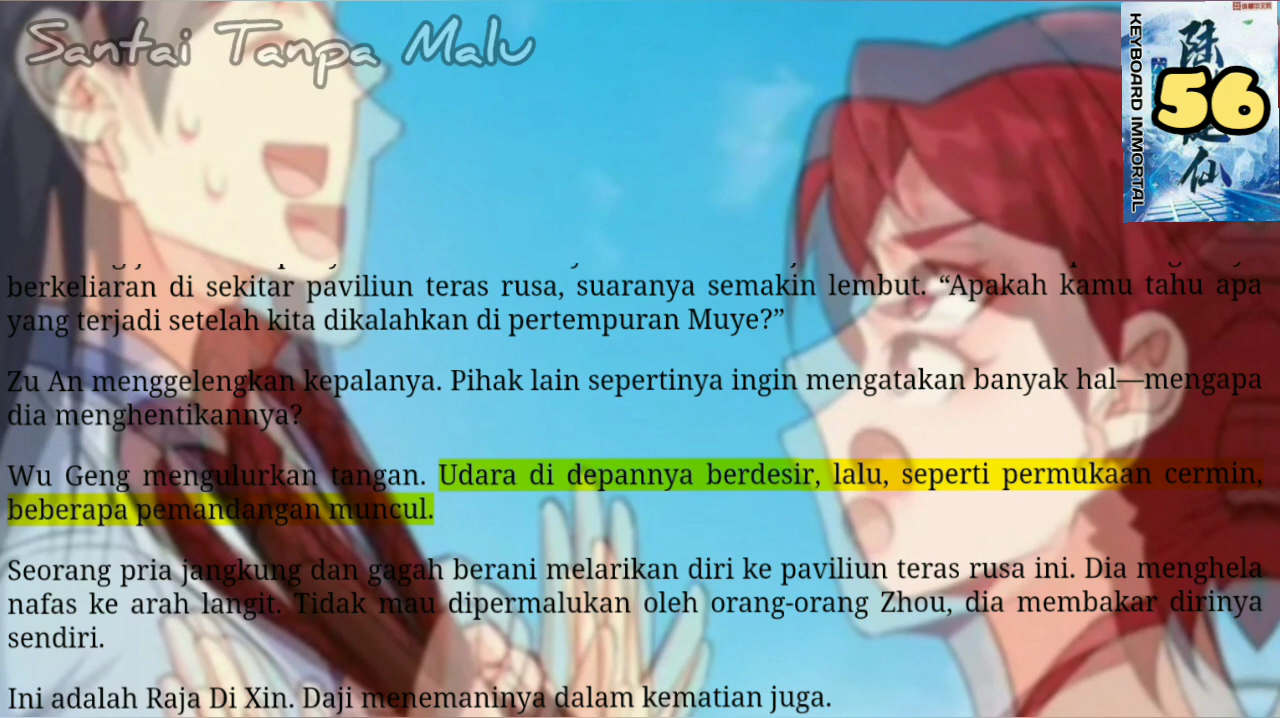 Santai Tanpa Malu
KEYBOARD IMMORTAL
56
仙
berkeliaran di sekitar paviliun teras rusa, suaranya semakin lembut. “Apakah kamu tahu apa
yang terjadi setelah kita dikalahkan di pertempuran Muye?”
Zu An menggelengkan kepalanya. Pihak lain sepertinya ingin mengatakan banyak hal—mengapa
dia menghentikannya?
Wu Geng mengulurkan tangan. Udara di depannya berdesir, lalu, seperti permukaan cermin,
beberapa pemandangan muncul.
Seorang pria jangkung dan gagah berani melarikan diri ke paviliun teras rusa ini. Dia menghela
nafas ke arah langit. Tidak mau dipermalukan oleh orang-orang Zhou, dia membakar dirinya
sendiri.
Ini adalah Raja Di Xin. Daji menemaninya dalam kematian juga.